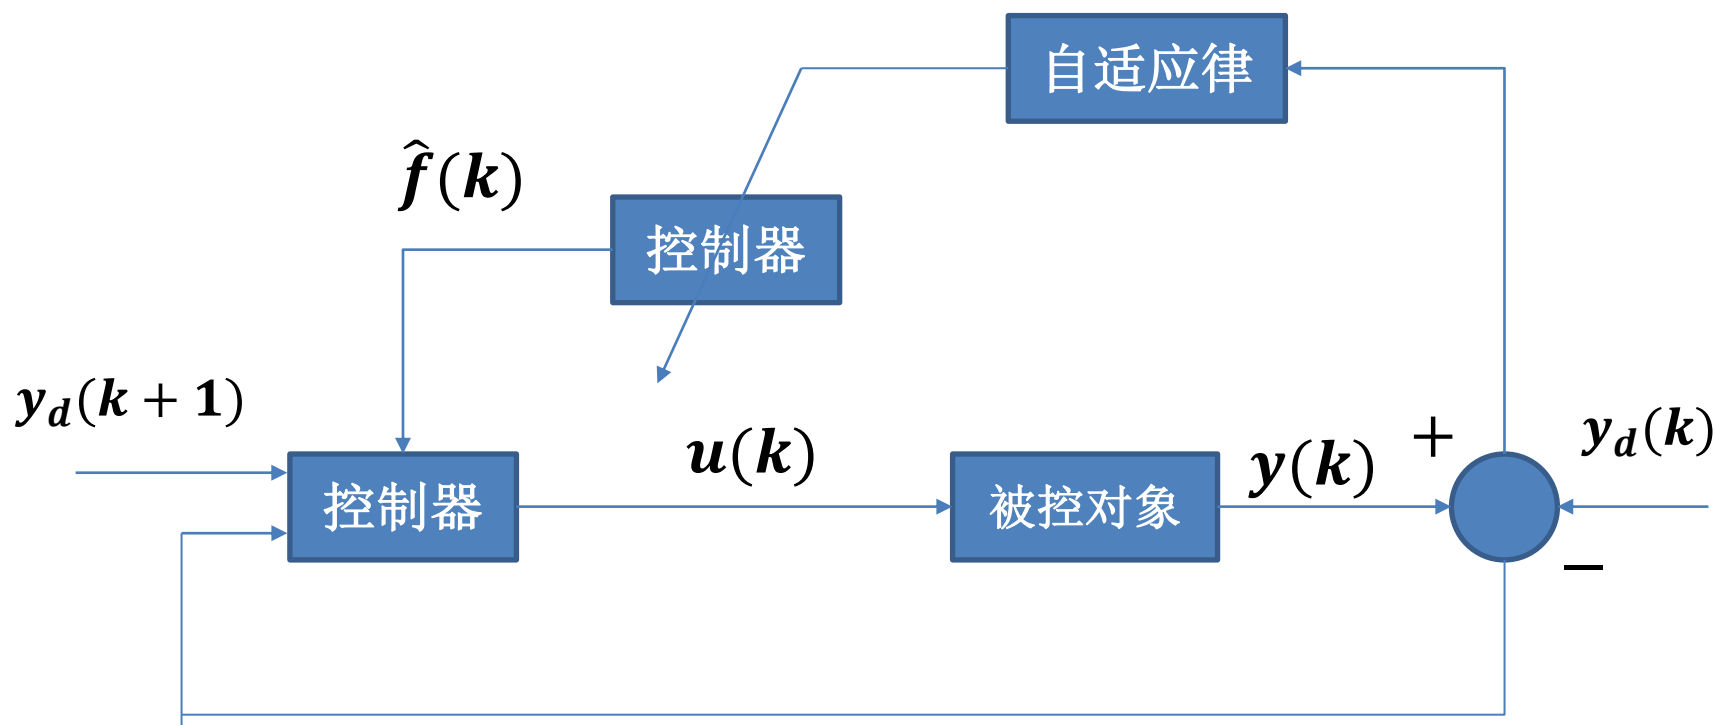 自适应律
f̂(k)
控制器
y_d(k + 1)
u(k)
y(k)
+
y_d(k)
控制器
被控对象
−